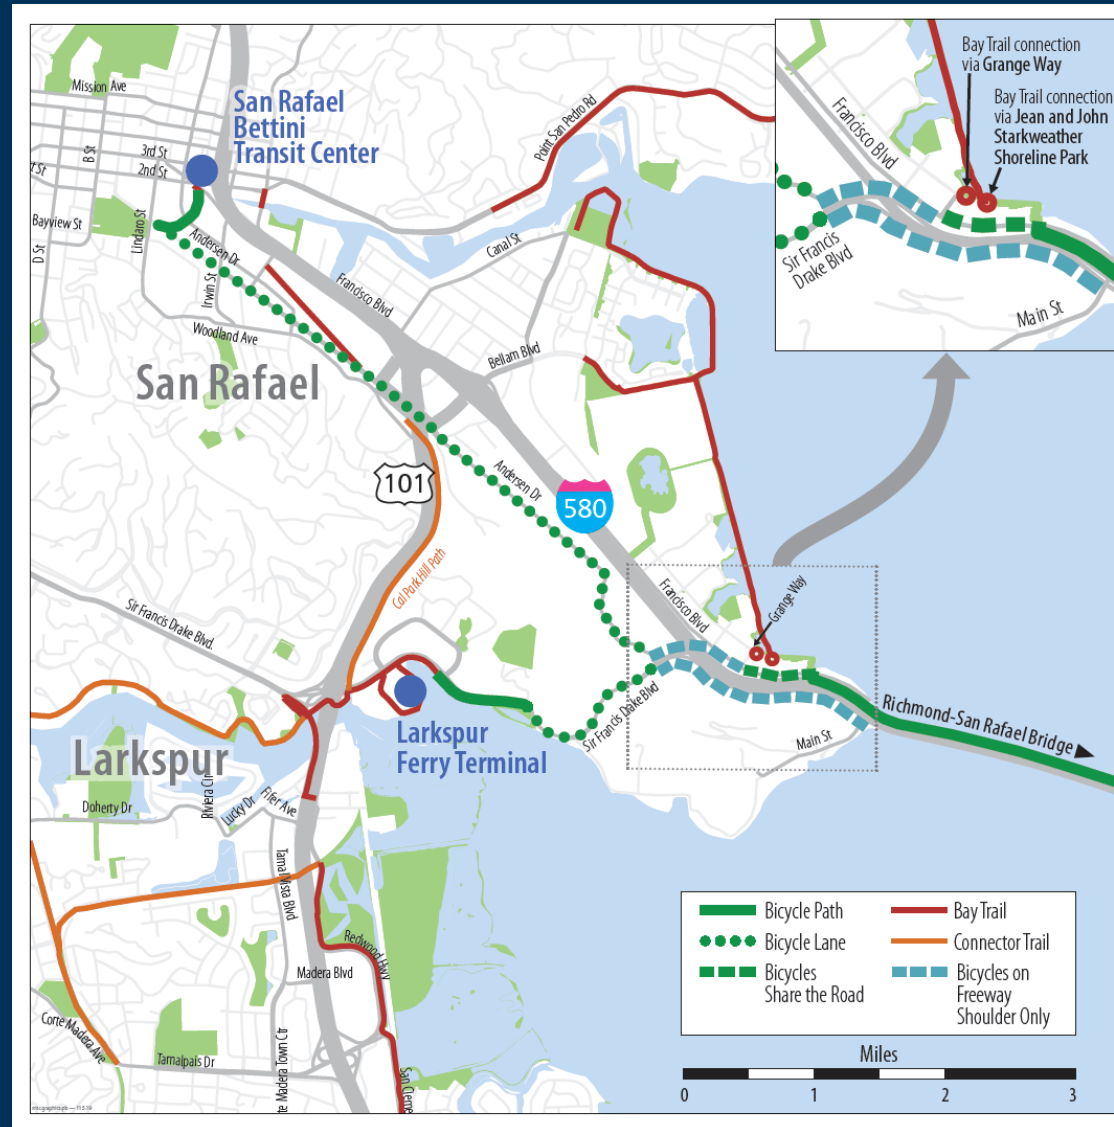 Mission Ave
B St
3rd St
2nd St
Bayview St
D St
Lindaro St
San Rafael
Bettini
Transit Center
Andersen Dr
Irwin St
Woodland Ave
Francisco Blvd
Canal St
Point San Pedro Rd
Bellam Blvd
San Rafael
101
580
Andersen Dr
Cal Park Hill Path
Sir Francis Drake Blvd.
Francisco Blvd
Grange Way
Sir Francis Drake Blvd
Main St
Richmond-San Rafael Bridge
Larkspur
Ferry Terminal
Larkspur
Doherty Dr
Riviera Cir
Lucky Dr
Fifer Ave
Tamal Vista Blvd
Redwood Hwy
Madera Blvd
Corte Madera Ave
Tamalpais Dr
te Madera Town Ctr
San Cleme
Bay Trail connection
via Grange Way
Bay Trail connection
via Jean and John
Starkweather
Shoreline Park
Francisco Blvd
Sir Francis
Drake Blvd
Main St
Bicycle Path
Bicycle Lane
Bicycles
Share the Road
Bay Trail
Connector Trail
Bicycles on
Freeway
Shoulder Only
Miles
0 1 2 3